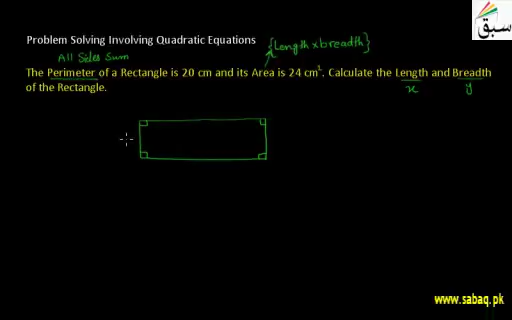 Problem Solving Involving Quadratic Equations {Length x breadth}
سبق
All Sides Sum
The Perimeter of a Rectangle is 20 cm and its Area is 24 cm². Calculate the Length and Breadth
x y
of the Rectangle.
www.sabaq.pk